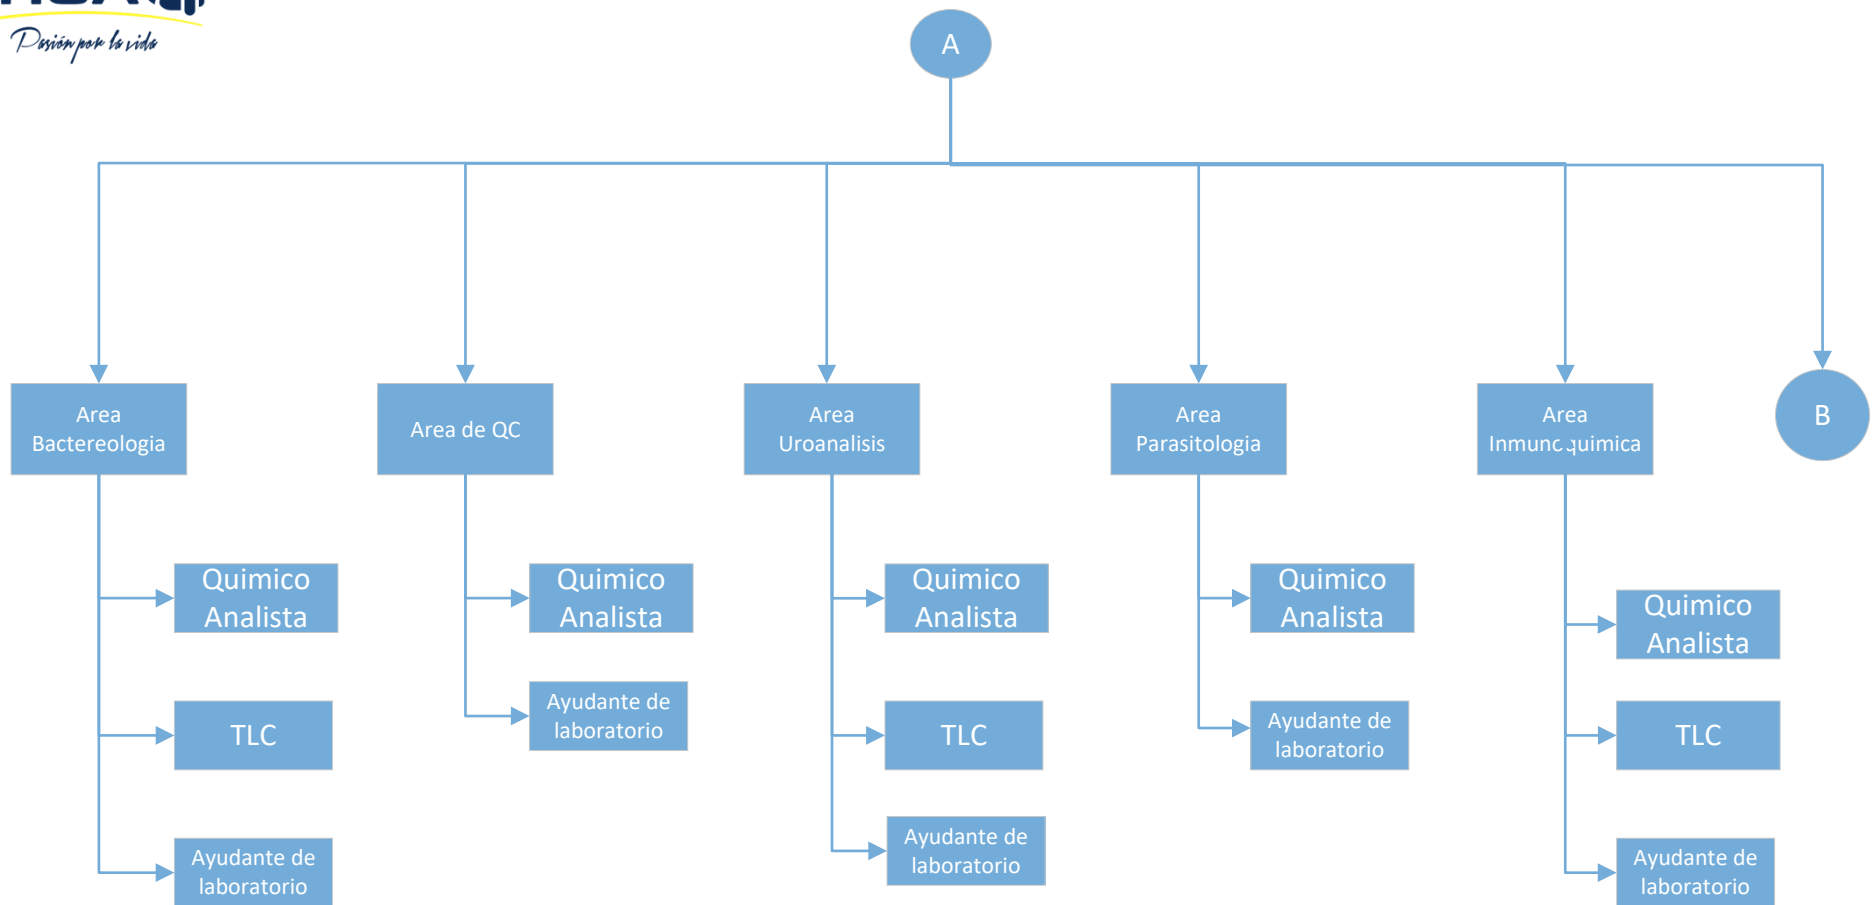 Pasión por la vida
A
Area
Bactereologia
Area de QC
Area
Uroanalisis
Area
Parasitologia
Area
Inmunoquimica
B
Quimico
Analista
Quimico
Analista
Quimico
Analista
Quimico
Analista
Quimico
Analista
Ayudante de
laboratorio
TLC
TLC
Ayudante de
laboratorio
TLC
Ayudante de
laboratorio
Ayudante de
laboratorio
Ayudante de
laboratorio